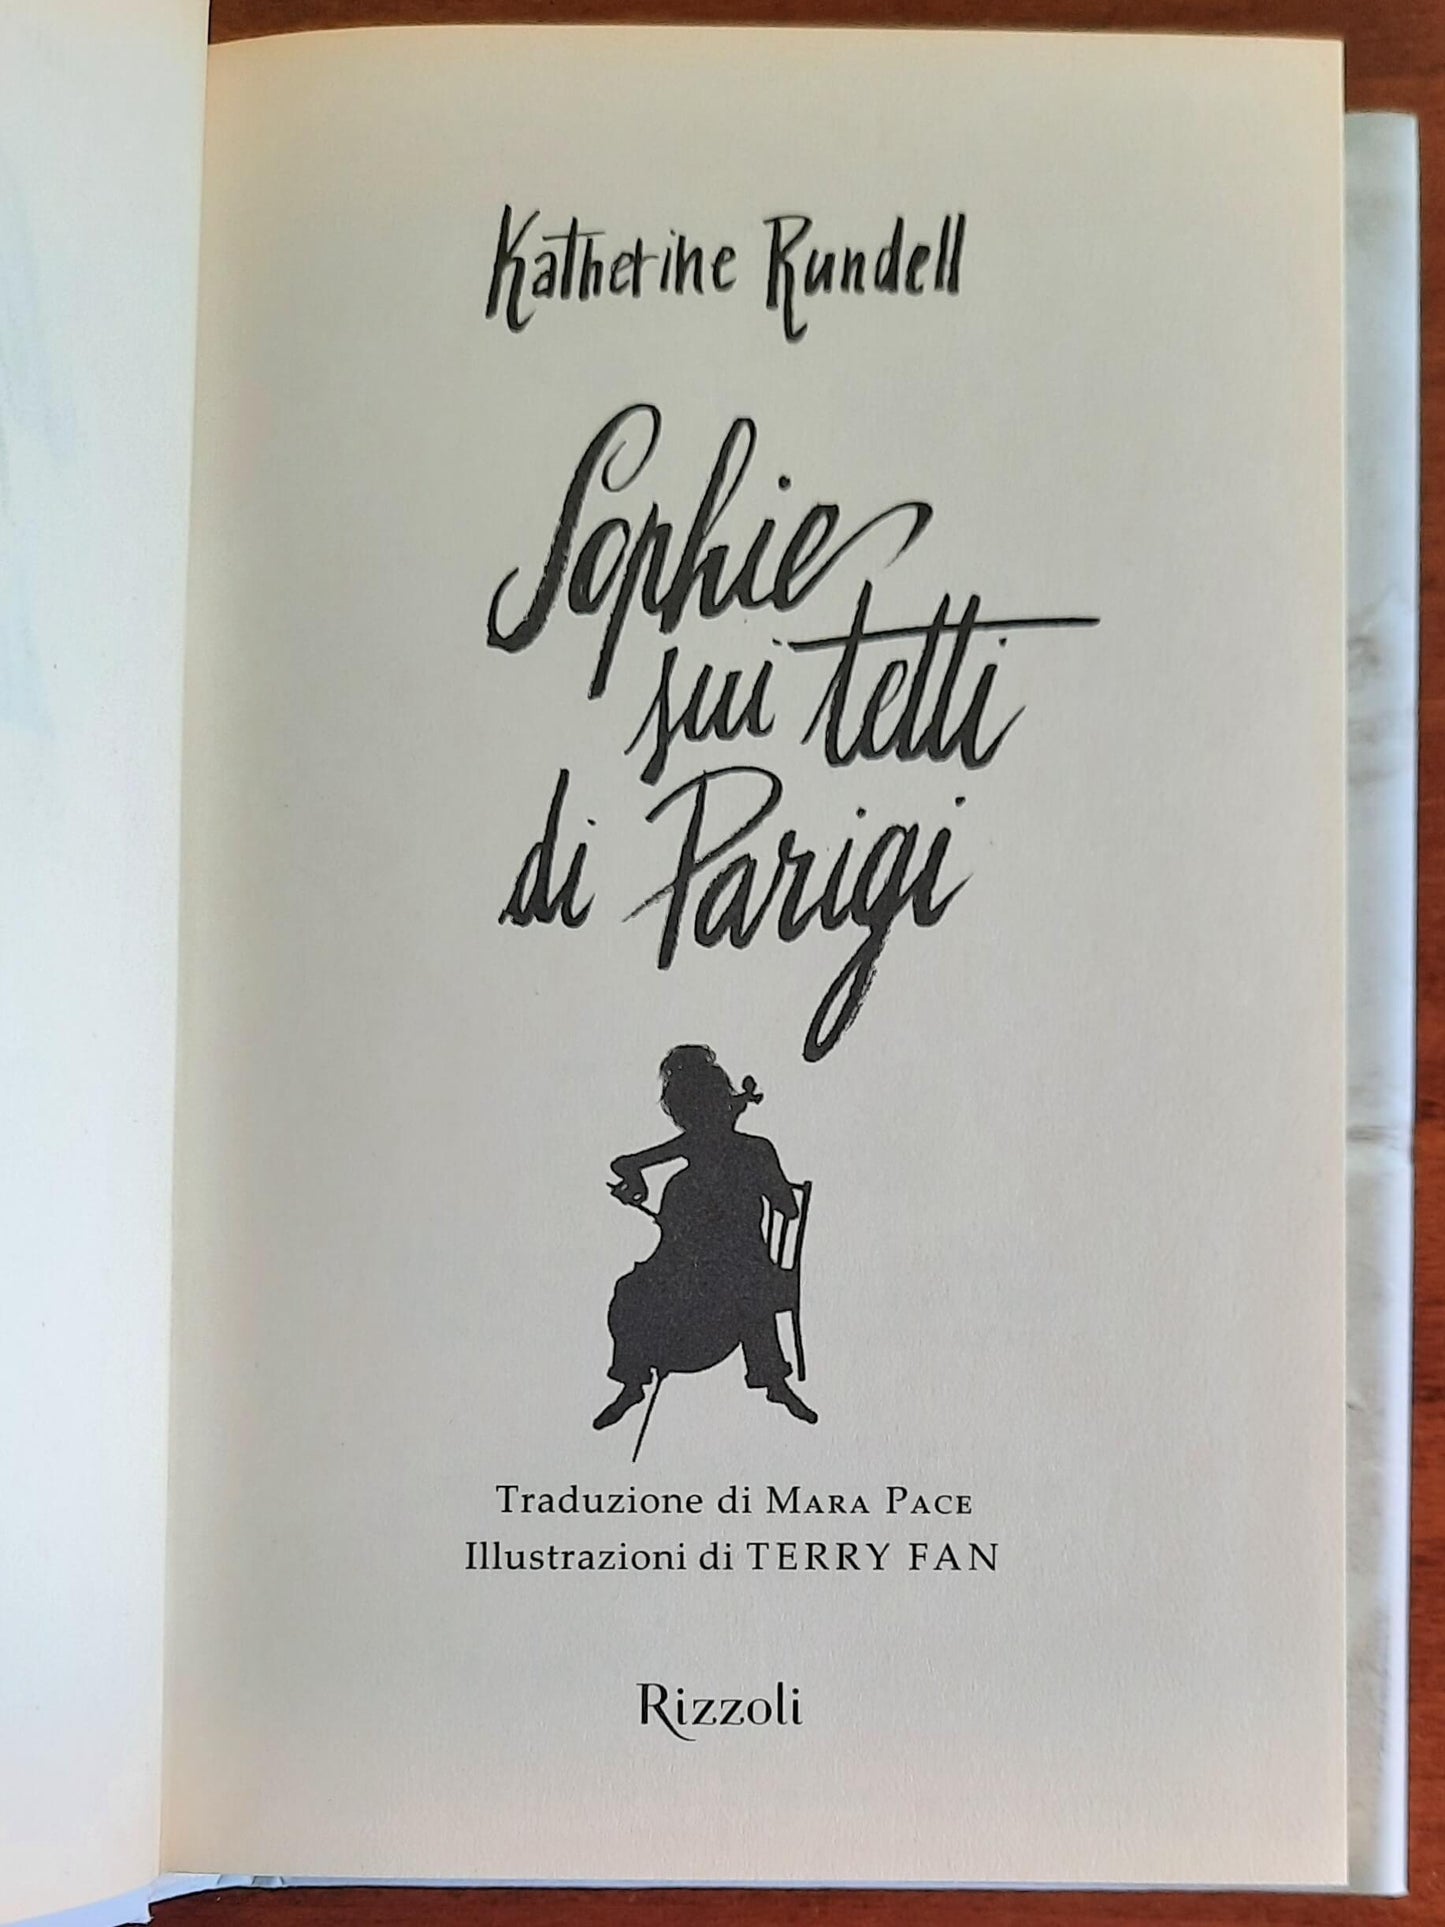 Katherine Rundell
Sophie
sui tetti
di Parigi
Traduzione di MARA PACE
Illustrazioni di TERRY FAN
Rizzoli